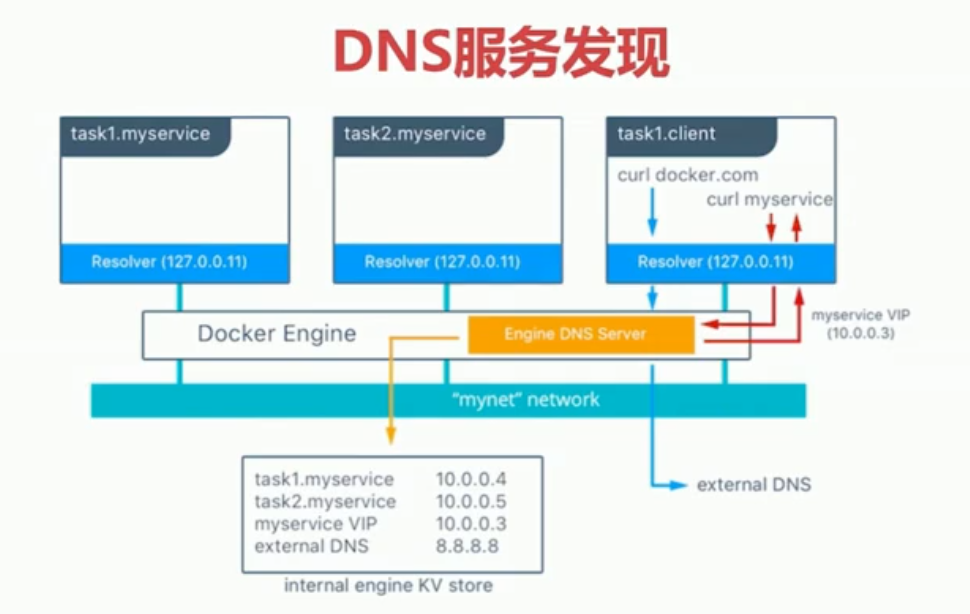 DNS服务发现
task1.myservice
task2.myservice
task1.client
curl docker.com
curl myservice
Resolver (127.0.0.11)
Resolver (127.0.0.11)
Resolver (127.0.0.11)
myservice VIP
(10.0.0.3)
Docker Engine
Engine DNS Server
“mynet” network
task1.myservice 10.0.0.4
task2.myservice 10.0.0.5
myservice VIP 10.0.0.3
external DNS 8.8.8.8
external DNS
internal engine KV store